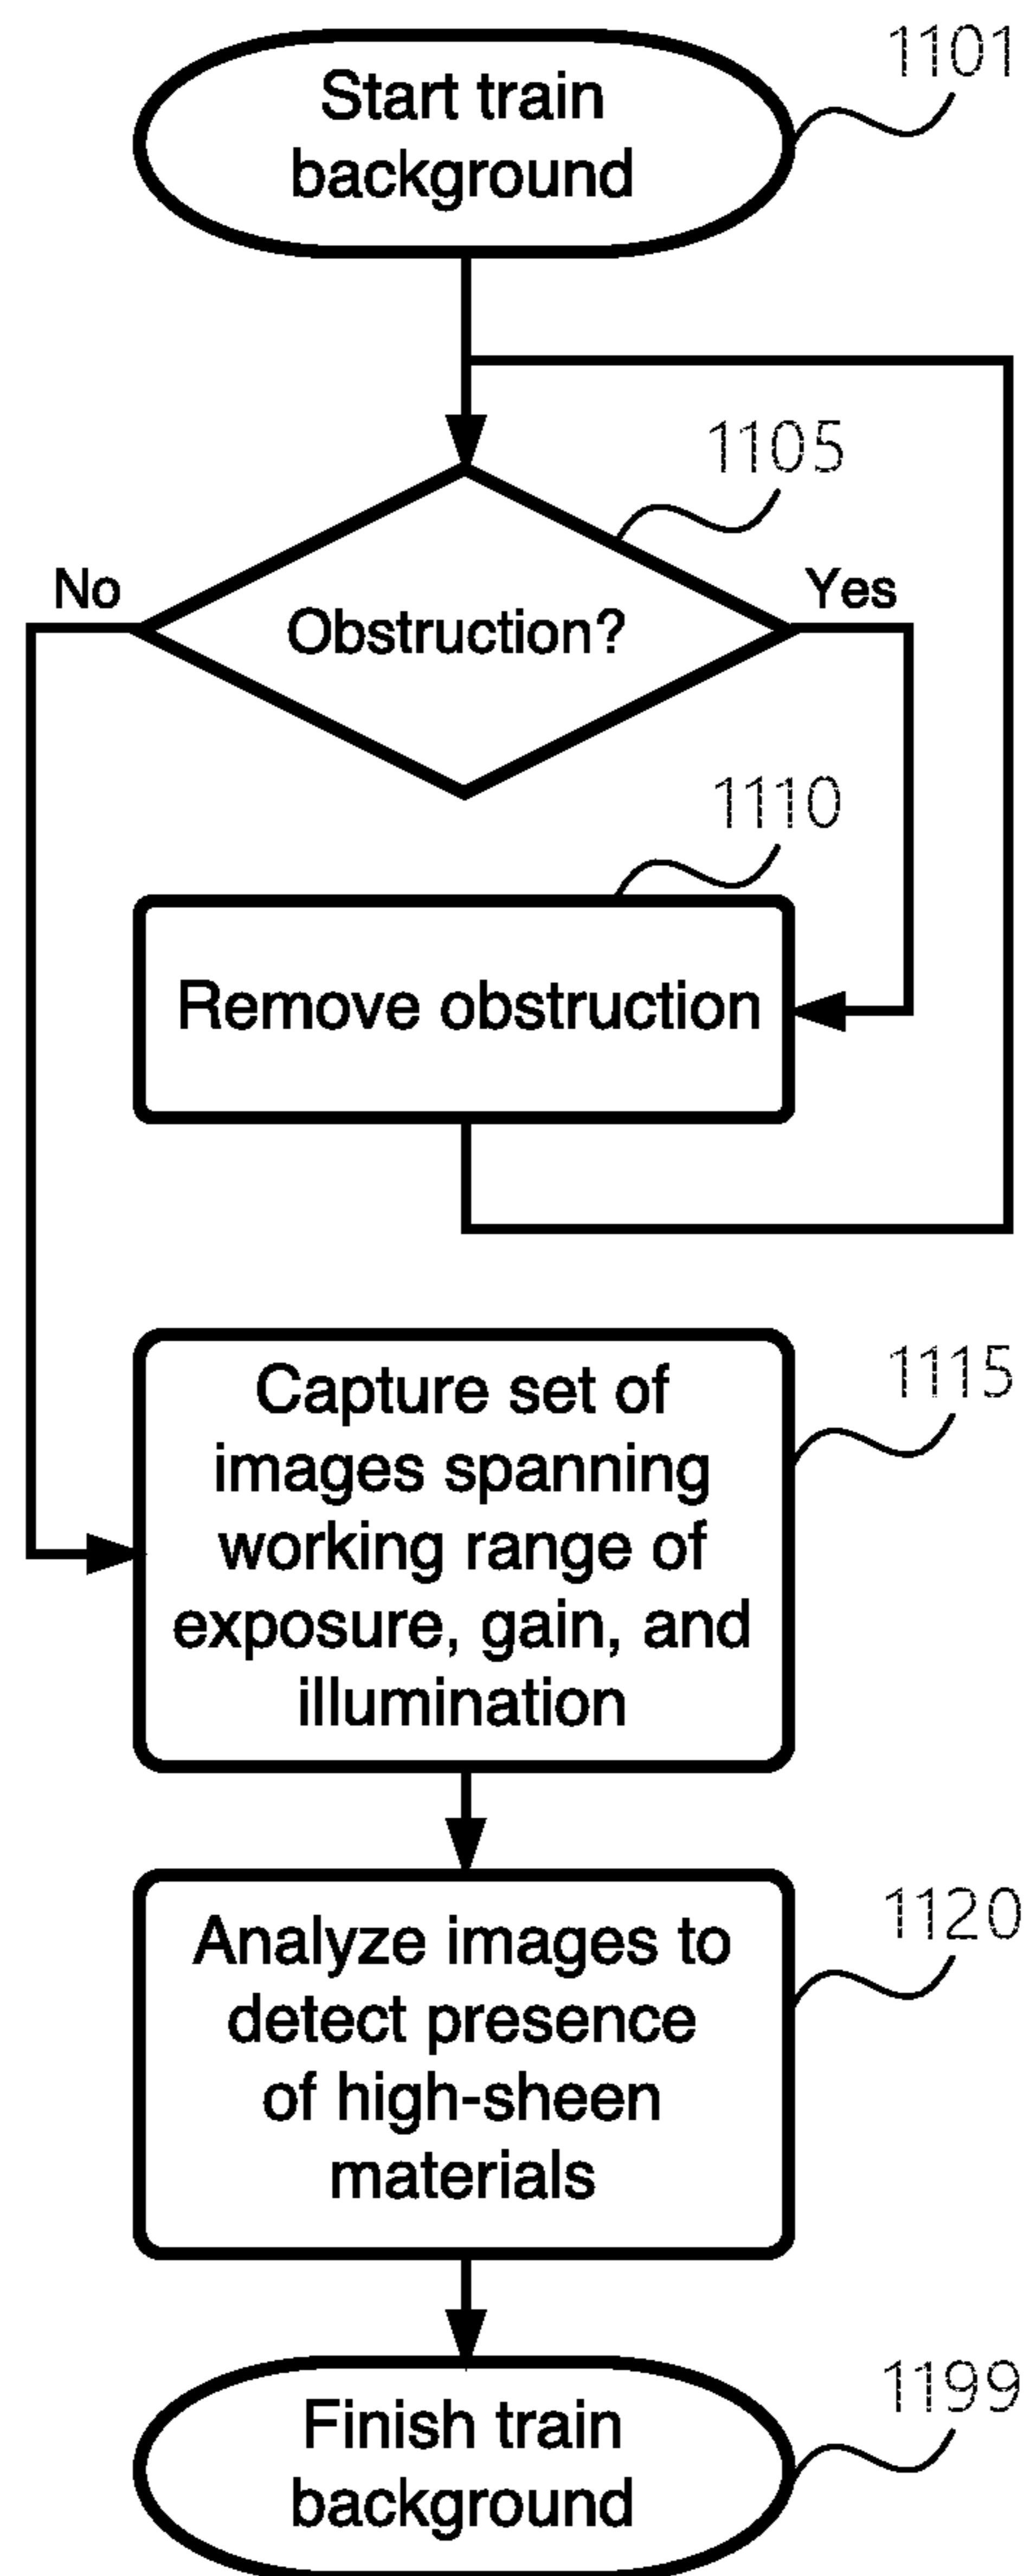 1101
Start train
background
1105
No
Yes
Obstruction?
1110
Remove obstruction
1115
Capture set of
images spanning
working range of
exposure, gain, and
illumination
1120
Analyze images to
detect presence
of high-sheen
materials
1199
Finish train
background